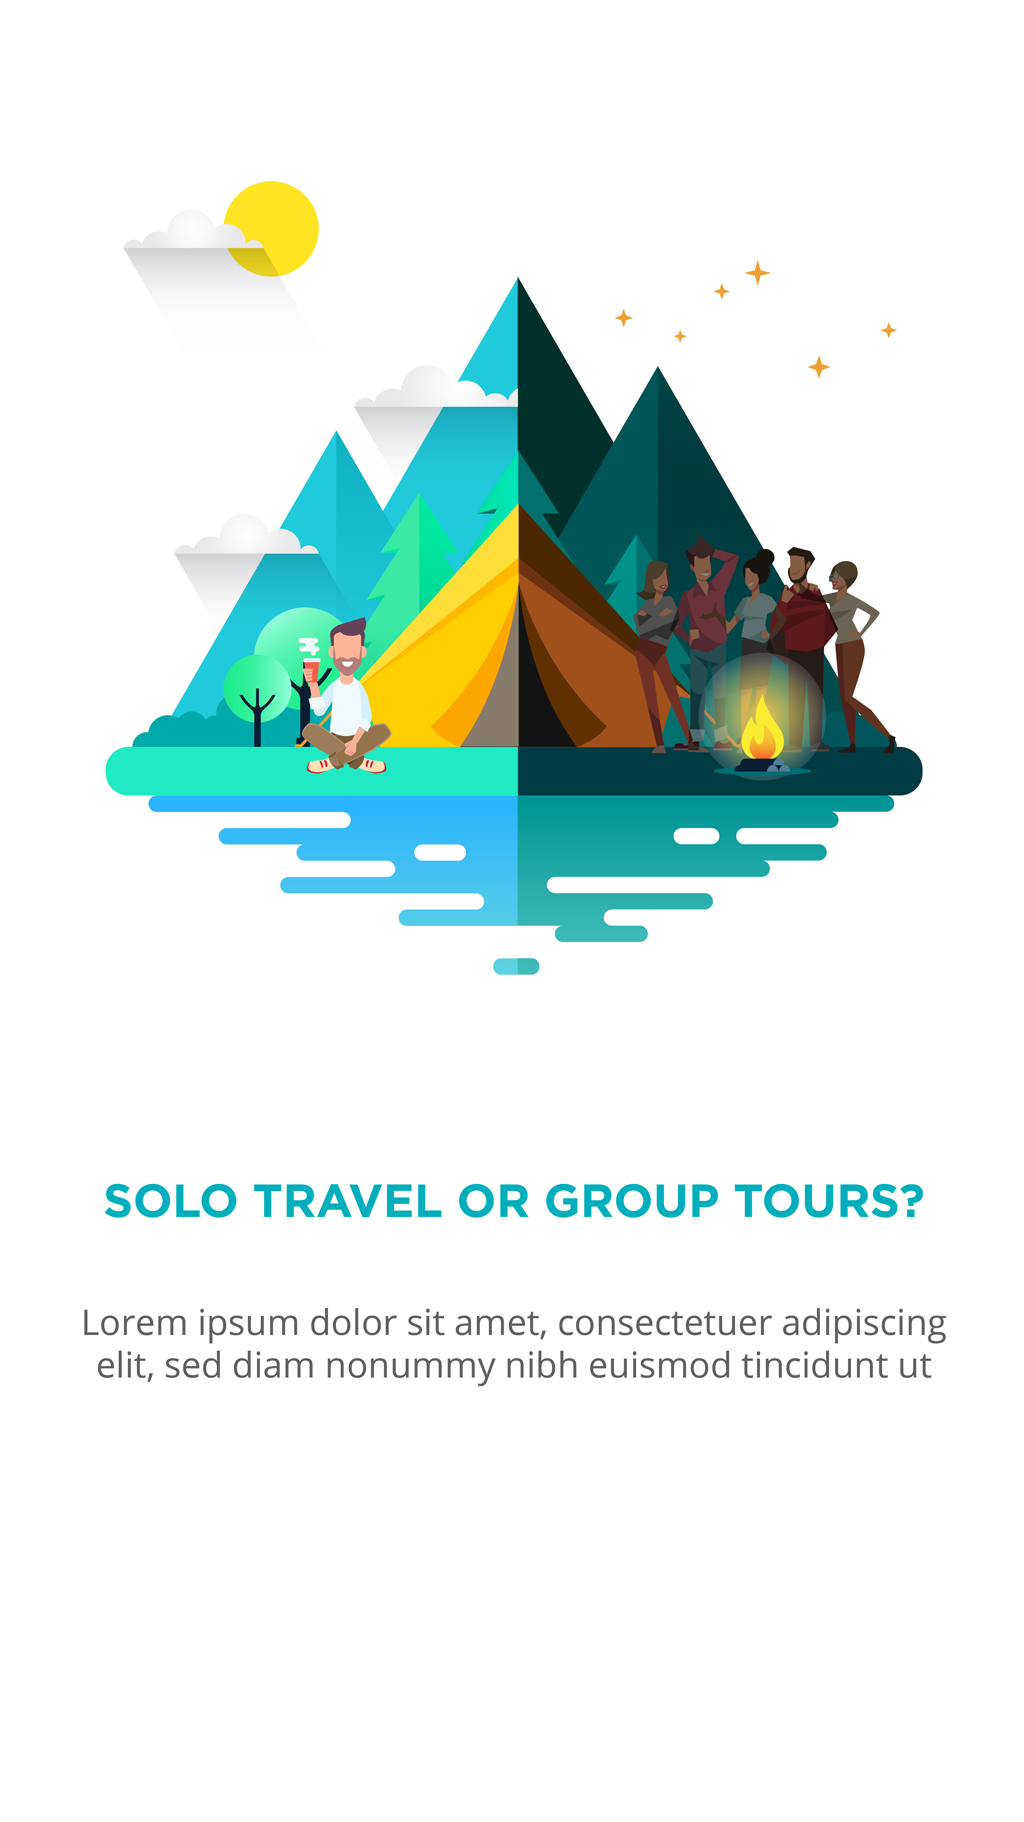 SOLO TRAVEL OR GROUP TOURS?
Lorem ipsum dolor sit amet, consectetuer adipiscing
elit, sed diam nonummy nibh euismod tincidunt ut